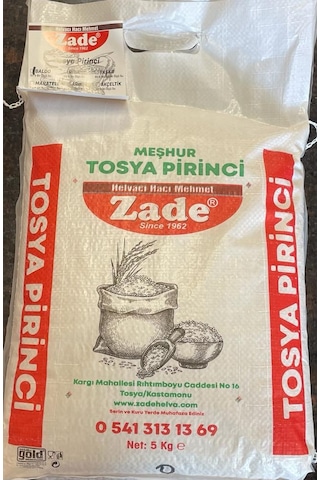 Helvacı Hacı Mehmet
Zade®
Since 1962
Tosya Pirinci
MEŞHUR
TOSYA PİRİNCİ
Helvacı Hacı Mehmet
Zade®
Since 1962
TOSYA PİRİNCİ
TOSYA PİRİNCİ
Kargı Mahallesi Rıhtımboyu Caddesi No 16
Tosya/Kastamonu
www.zadehelva.com
Serin ve Kuru Yerde Muhafaza Ediniz
0 541 313 13 69
Net: 5 Kg e
gold